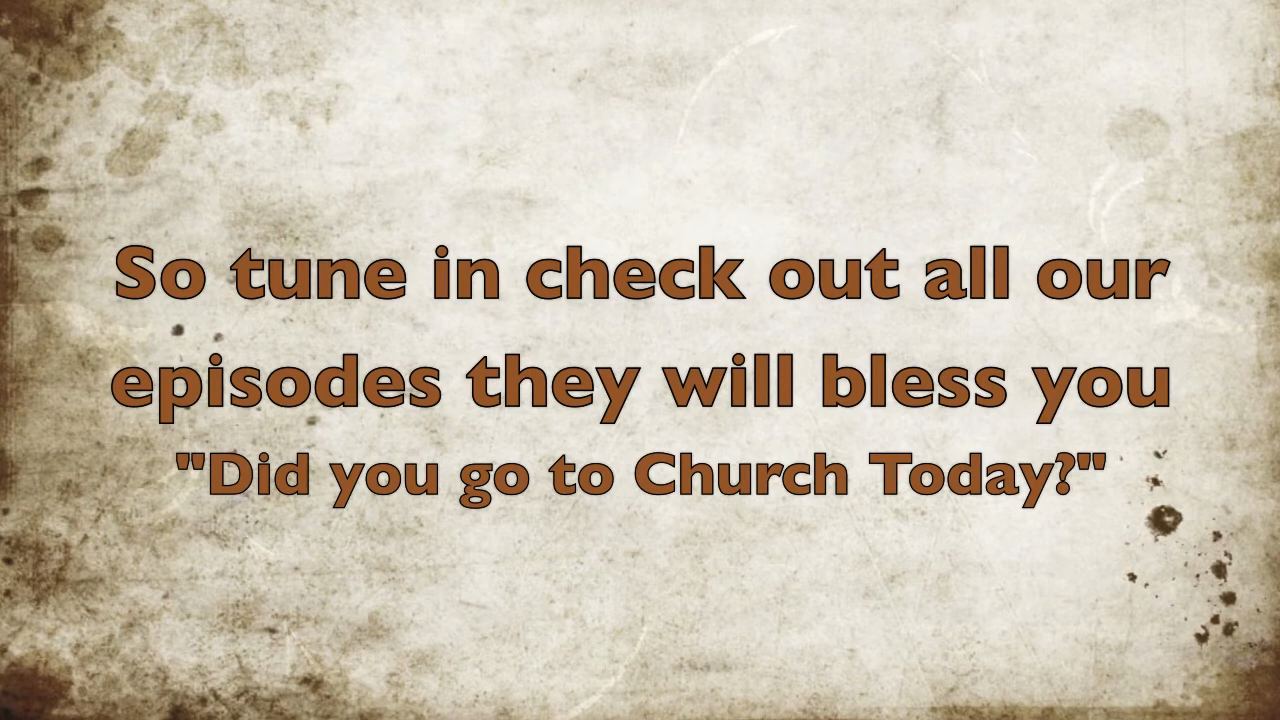 So tune in check out all our
episodes they will bless you
"Did you go to Church Today?"